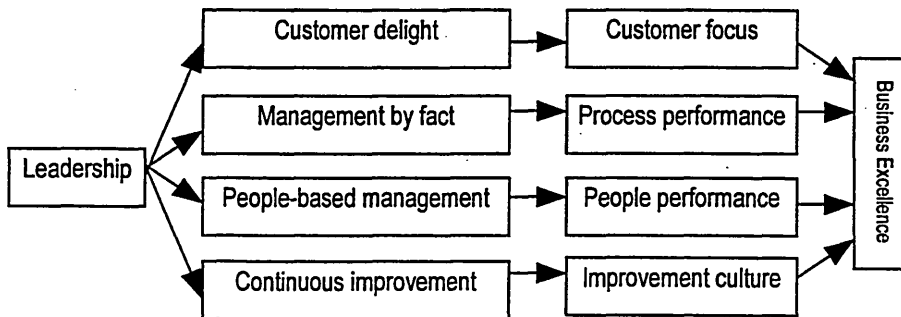 Customer delight
Customer focus
Management by fact
Process performance
Leadership
People-based management
People performance
Continuous improvement
Improvement culture
Business Excellence